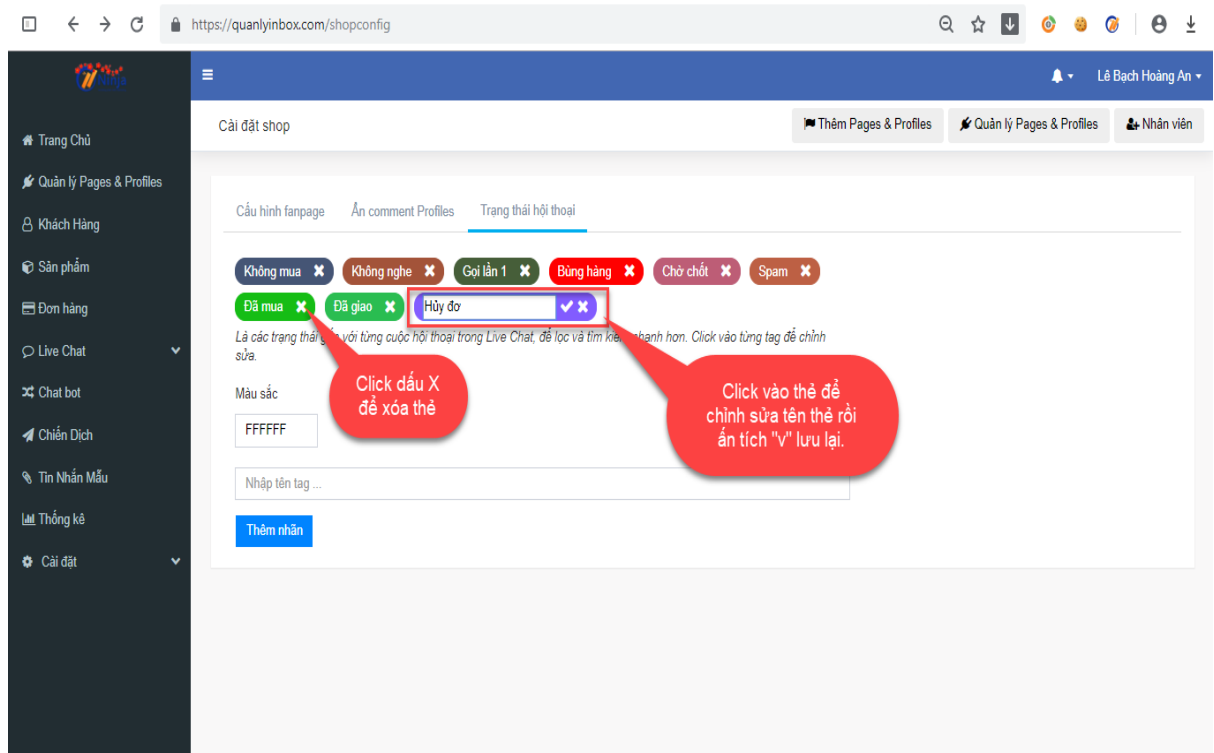 https://quanlyinbox.com/shopconfig
Lê Bạch Hoàng An
Cài đặt shop
Thêm Pages & Profiles
Quản lý Pages & Profiles
Nhân viên
Trang Chủ
Quản lý Pages & Profiles
Khách Hàng
Sản phẩm
Đơn hàng
Live Chat
Chat bot
Chiến Dịch
Tin Nhắn Mẫu
Thống kê
Cài đặt
Cấu hình fanpage
Ẩn comment Profiles
Trạng thái hội thoại
Không mua
Không nghe
Gọi lần 1
Bùng hàng
Chờ chốt
Spam
Đã mua
Đã giao
Hủy đơ
Là các trạng thái với từng cuộc hội thoại trong Live Chat, để lọc và tìm nhanh hơn. Click vào từng tag để chỉnh
sửa.
Click dấu X
để xóa thẻ
Click vào thẻ để
chỉnh sửa tên thẻ rồi
ấn tích "v" lưu lại.
Màu sắc
FFFFFF
Nhập tên tag ...
Thêm nhãn